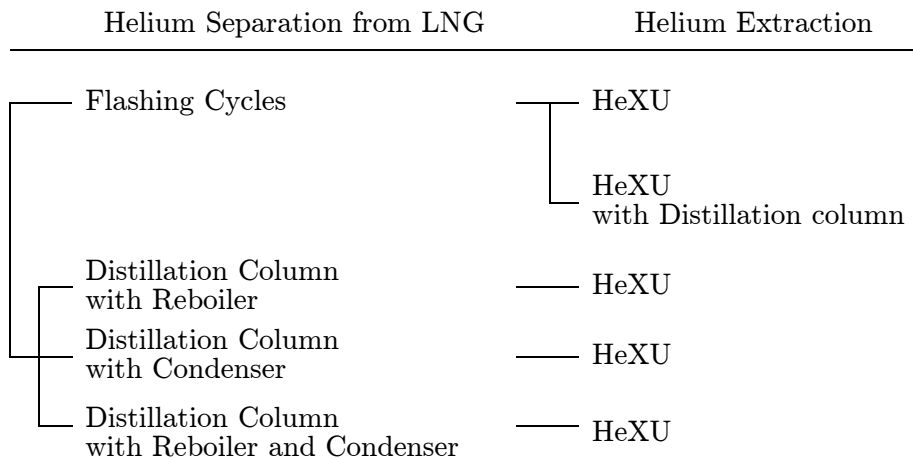 Helium Separation from LNG
Helium Extraction
Flashing Cycles
HeXU
HeXU
with Distillation column
Distillation Column
with Reboiler
HeXU
Distillation Column
with Condenser
HeXU
Distillation Column
with Reboiler and Condenser
HeXU